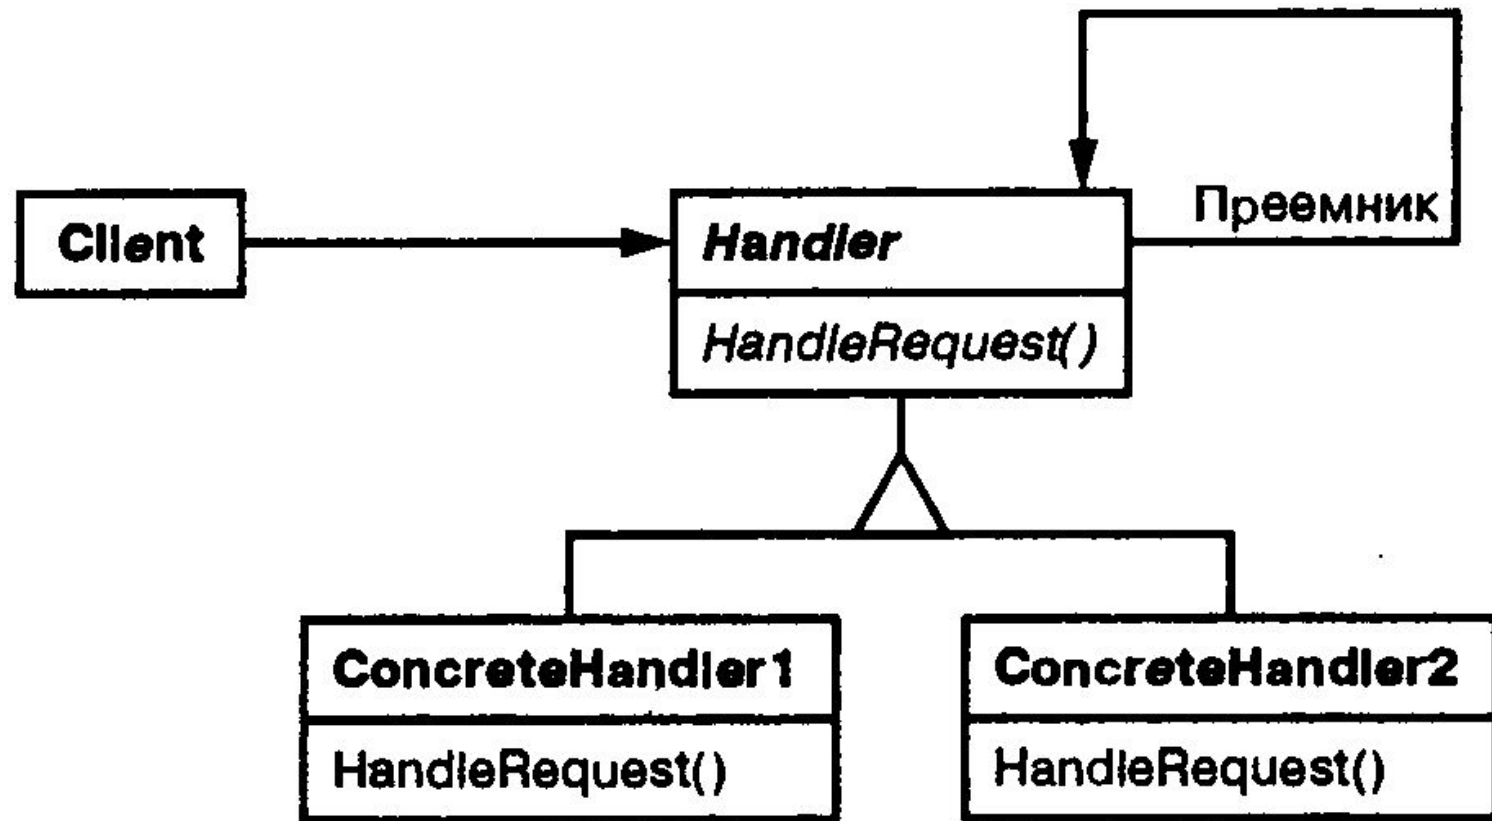 Client
Handler
Преемник
HandleRequest()
ConcreteHandler1
ConcreteHandler2
HandleRequest()
HandleRequest()